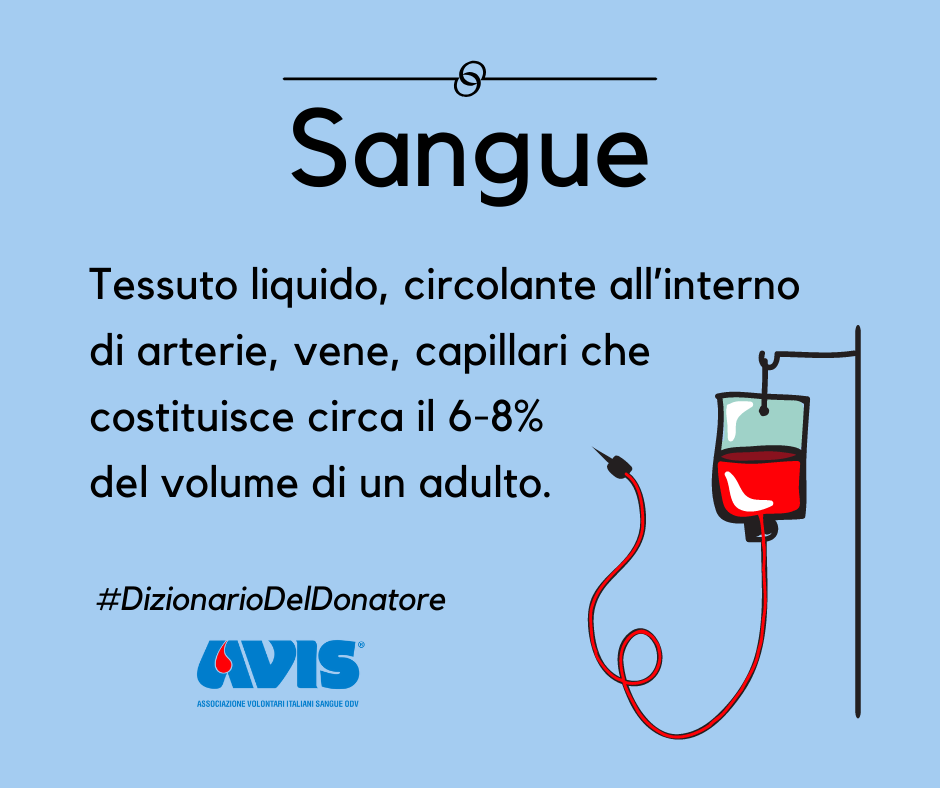 Sangue
Tessuto liquido, circolante all'interno
di arterie, vene, capillari che
costituisce circa il 6-8%
del volume di un adulto.
#DizionarioDelDonatore
AVIS®
ASSOCIAZIONE VOLONTARI ITALIANI SANGUE ODV